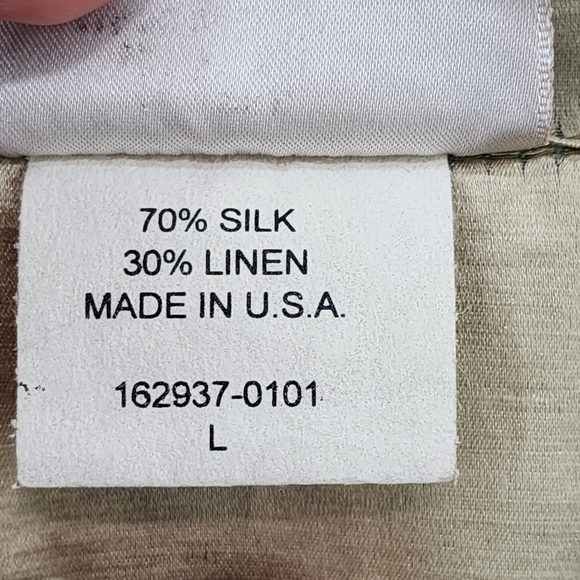 70% SILK
30% LINEN
MADE IN U.S.A.
162937-0101
L